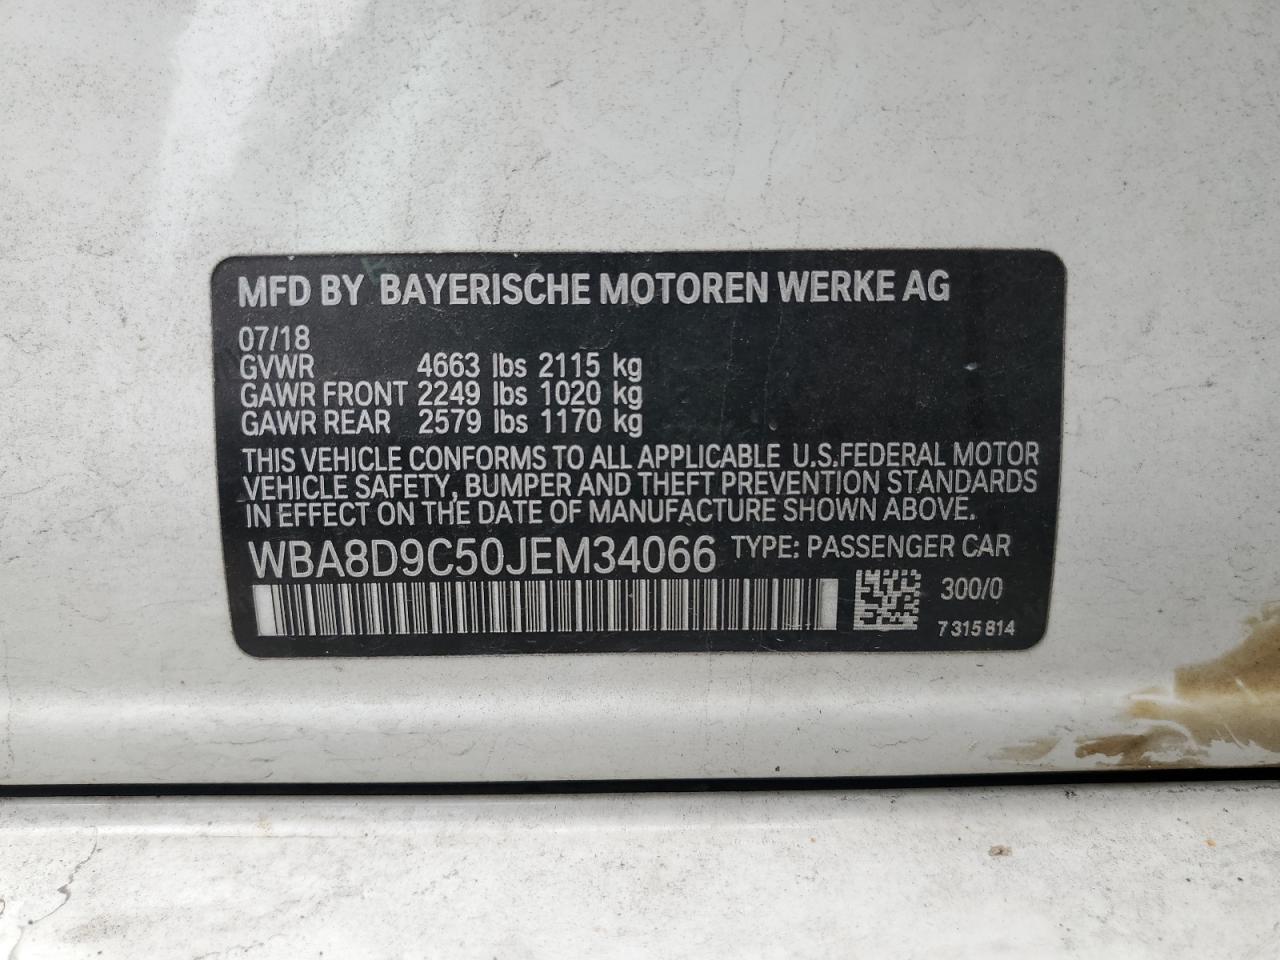 MFD BY BAYERISCHE MOTOREN WERKE AG
07/18
GVWR 4663 lbs 2115 kg
GAWR FRONT 2249 lbs 1020 kg
GAWR REAR 2579 lbs 1170 kg
THIS VEHICLE CONFORMS TO ALL APPLICABLE U.S.FEDERAL MOTOR
VEHICLE SAFETY, BUMPER AND THEFT PREVENTION STANDARDS
IN EFFECT ON THE DATE OF MANUFACTURE SHOWN ABOVE.
WBA8D9C50JEM34066 TYPE: PASSENGER CAR
300/0
7 315 814